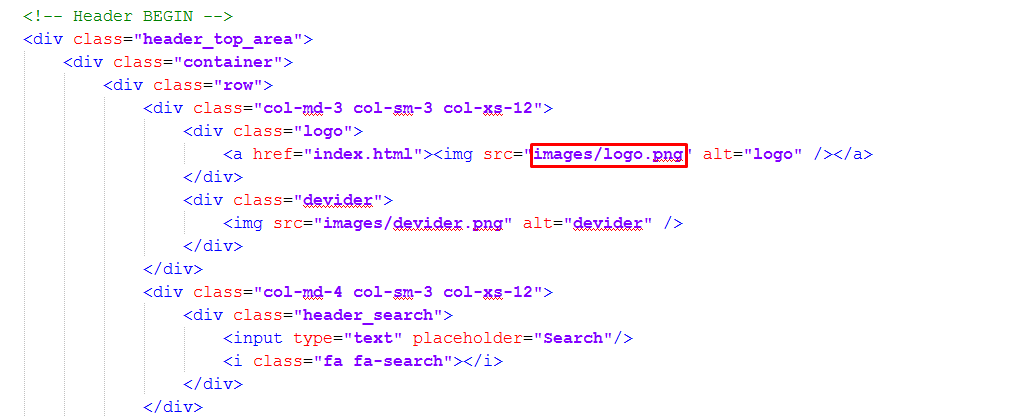 <!-- Header BEGIN -->
<div class="header_top_area">
<div class="container">
<div class="row">
<div class="col-md-3 col-sm-3 col-xs-12">
<div class="logo">
<a href="index.html"><img src="images/logo.png" alt="logo" /></a>
</div>
<div class="devider">
<img src="images/devider.png" alt="devider" />
</div>
</div>
<div class="col-md-4 col-sm-3 col-xs-12">
<div class="header_search">
<input type="text" placeholder="Search"/>
<i class="fa fa-search"></i>
</div>
</div>